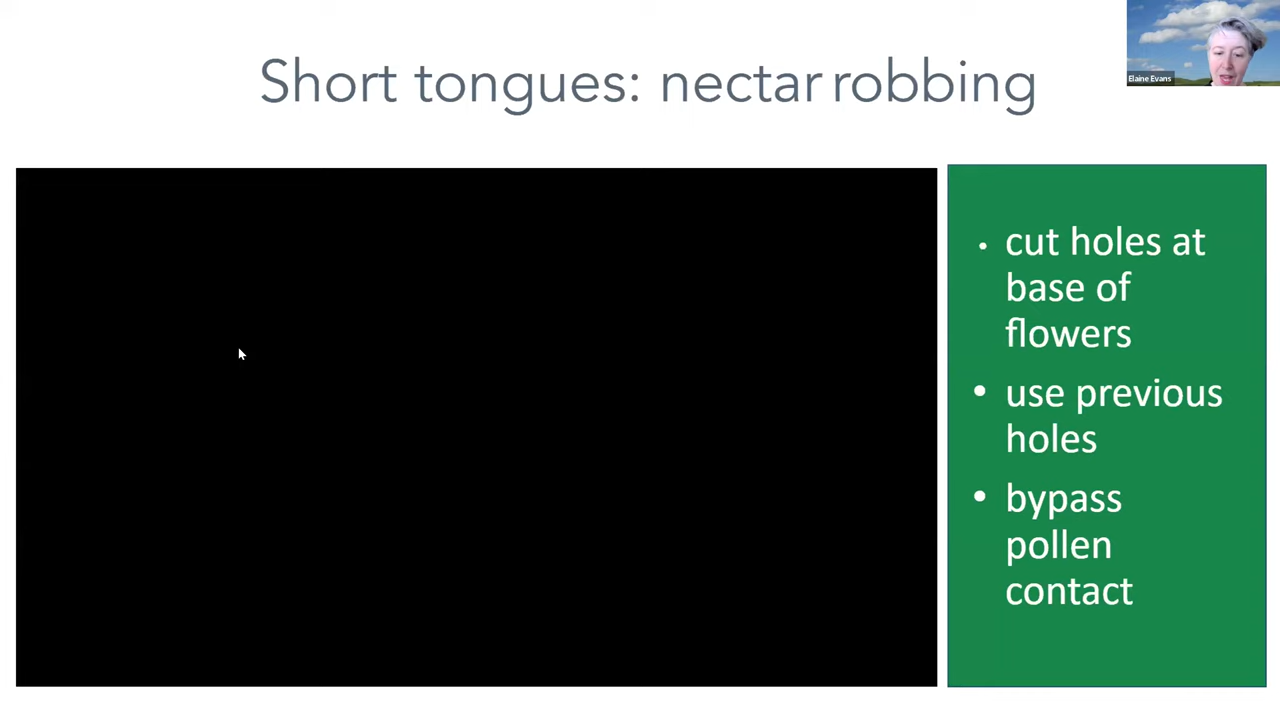 Short tongues: nectar robbing
Elaine Evans
• cut holes at
base of
flowers
• use previous
holes
• bypass
pollen
contact